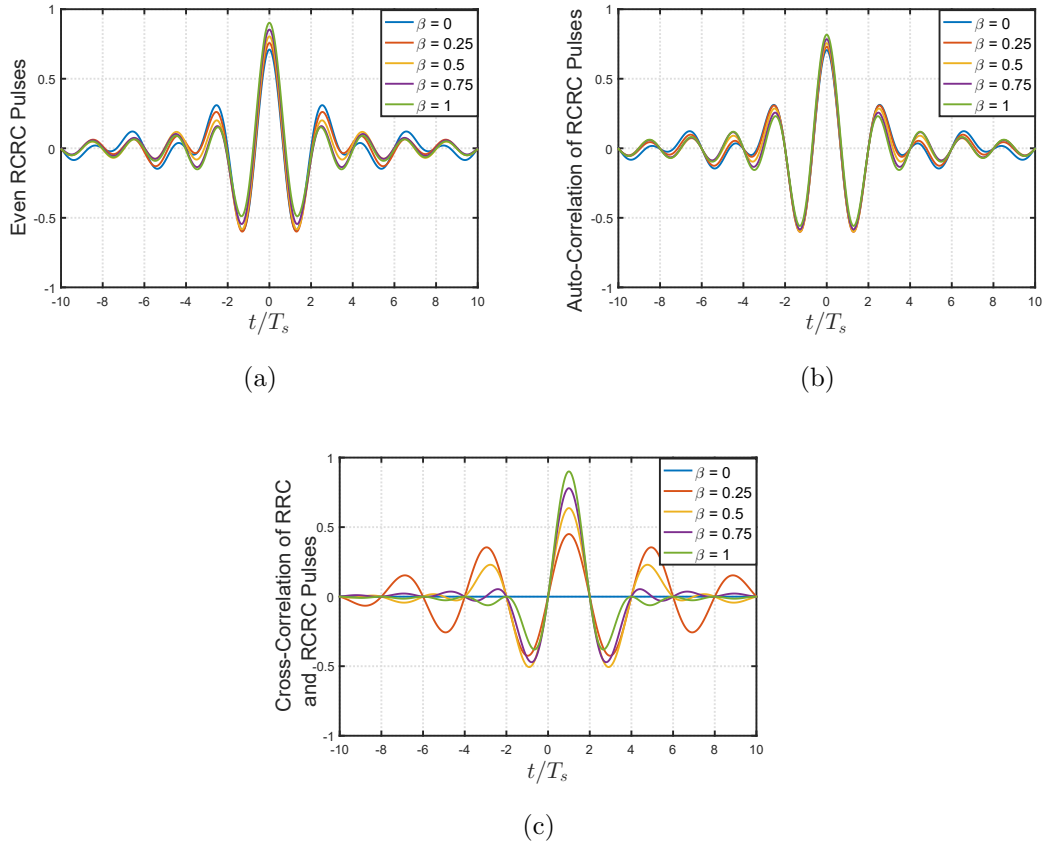 Even RCRC Pulses
1
0.5
0
-0.5
-1
-10 -8 -6 -4 -2 0 2 4 6 8 10
t/T_s
β = 0
β = 0.25
β = 0.5
β = 0.75
β = 1
(a)
Auto-Correlation of RCRC Pulses
1
0.5
0
-0.5
-1
-10 -8 -6 -4 -2 0 2 4 6 8 10
t/T_s
β = 0
β = 0.25
β = 0.5
β = 0.75
β = 1
(b)
Cross-Correlation of RRC
and RCRC Pulses
1
0.5
0
-0.5
-1
-10 -8 -6 -4 -2 0 2 4 6 8 10
t/T_s
β = 0
β = 0.25
β = 0.5
β = 0.75
β = 1
(c)